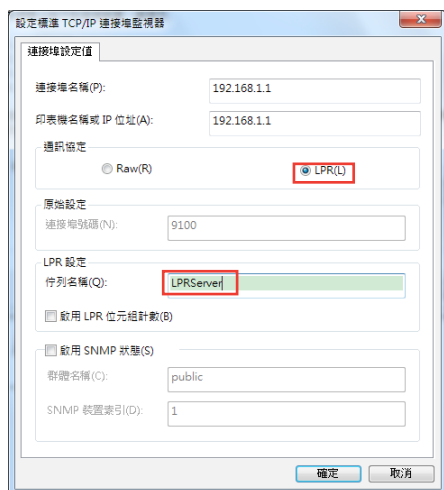 設定標準 TCP/IP 連接埠監視器
連接埠設定值
連接埠名稱(P): 192.168.1.1
印表機名稱或 IP 位址(A): 192.168.1.1
通訊協定
Raw(R) LPR(L)
原始設定
連接埠號碼(N): 9100
LPR 設定
佇列名稱(Q): LPRServer
啟用 LPR 位元組計數(B)
啟用 SNMP 狀態(S)
群體名稱(C): public
SNMP 裝置索引(D): 1
確定 取消